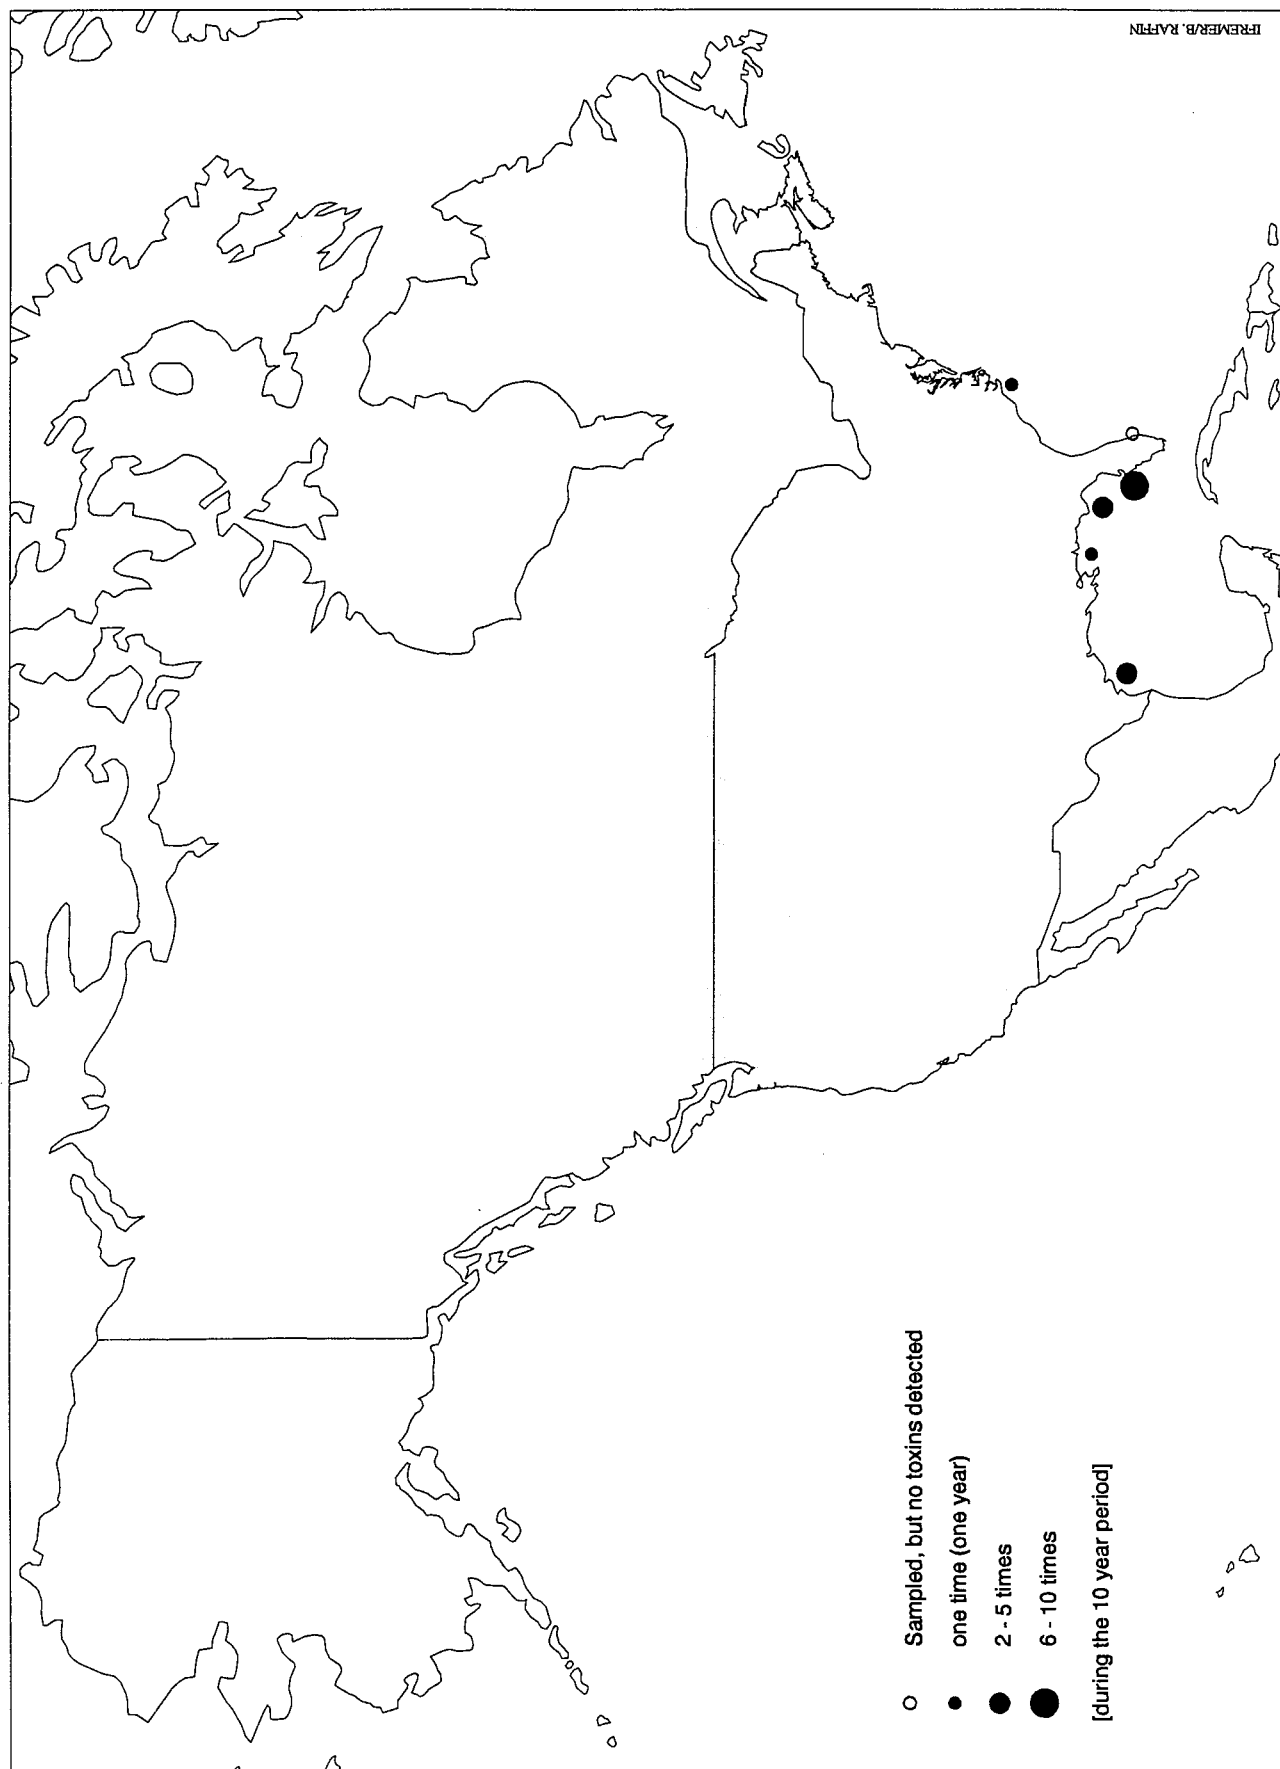 IFREMER/B. RAFFIN
Sampled, but no toxins detected
one time (one year)
2 - 5 times
6 - 10 times
[during the 10 year period]